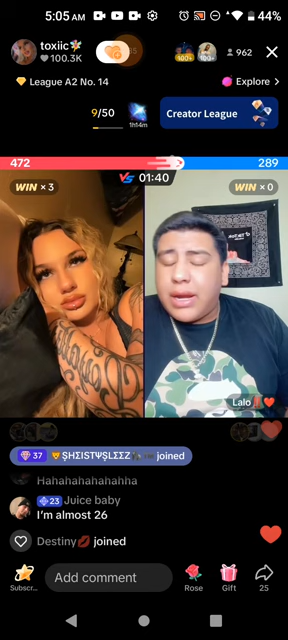 5:05 AM
44%
toxiic
100.3K
962
League A2 No. 14
Explore >
9/50
1h14m
Creator League
472
VS 01:40
289
WIN × 3
WIN × 0
Lalo
37
joined
Hahahahahahahha
23 Juice baby
I'm almost 26
Destiny joined
Subscr...
Add comment
Rose
Gift
25